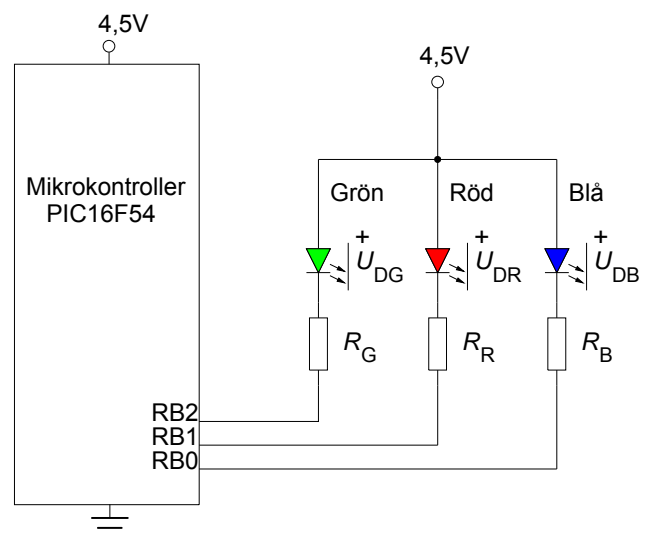 4,5V
4,5V
Mikrokontroller
PIC16F54
Grön
Röd
Blå
+
+
+
U_DG
U_DR
U_DB
R_G
R_R
R_B
RB2
RB1
RB0